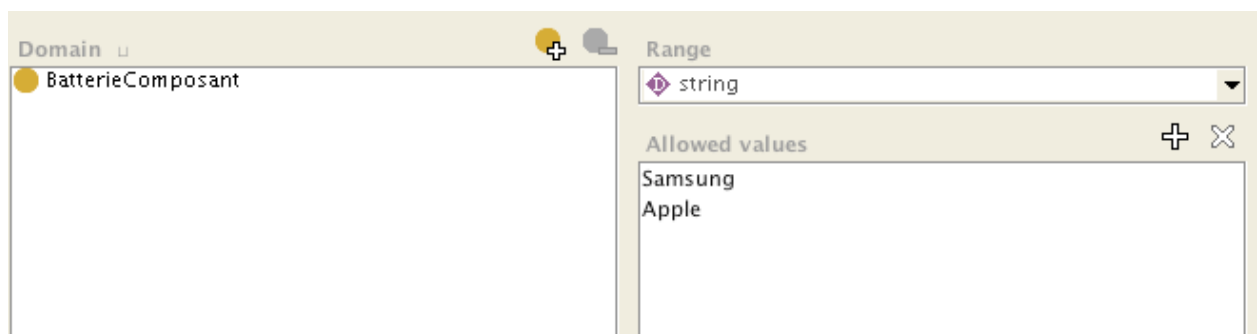 Domain ⊔
BatterieComposant
Range
D string
Allowed values
Samsung
Apple